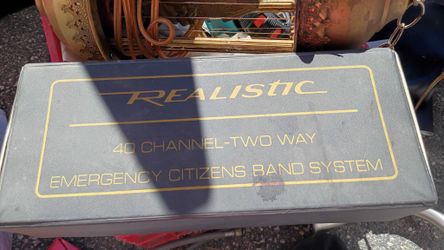 REALISTIC
40 CHANNEL-TWO WAY
EMERGENCY CITIZENS BAND SYSTEM